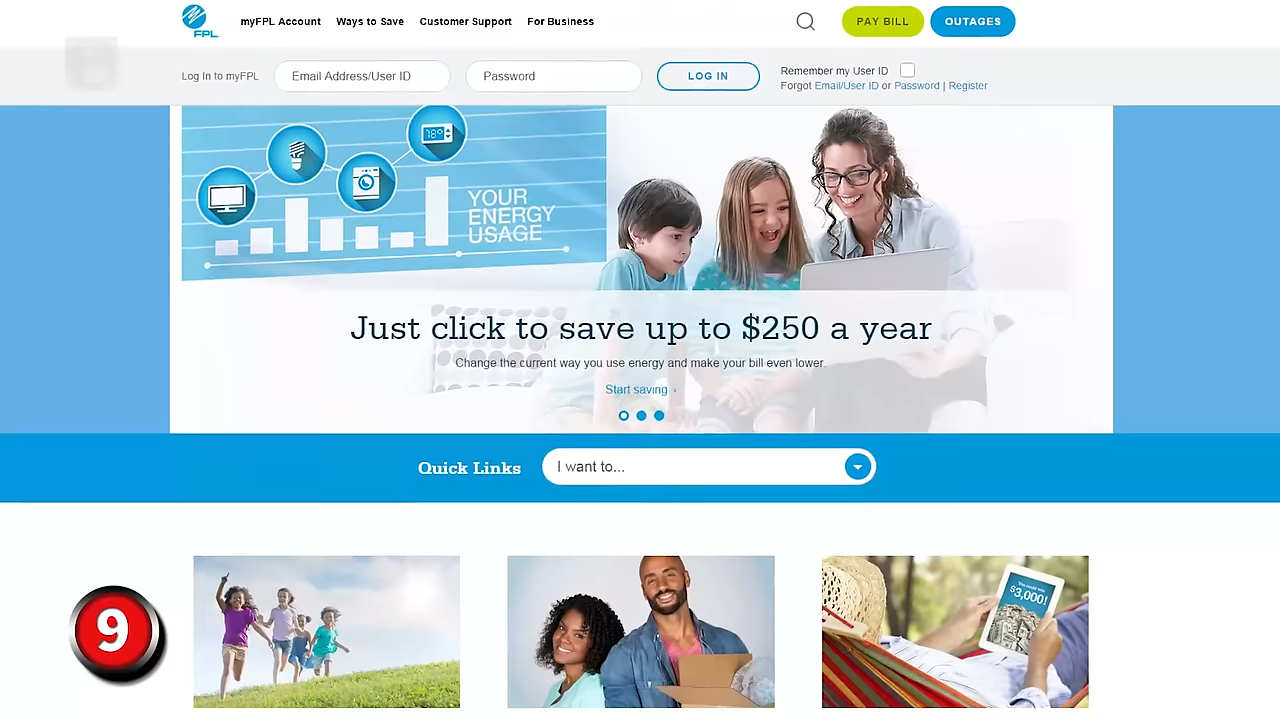 FPL
myFPL Account Ways to Save Customer Support For Business PAY BILL OUTAGES
Log In to myFPL Email Address/User ID Password LOG IN Remember my User ID
Forgot Email/User ID or Password | Register
78°
YOUR
ENERGY
USAGE
Just click to save up to $250 a year
Change the current way you use energy and make your bill even lower.
Start saving ›
Quick Links I want to...
You could win
$3,000!
9